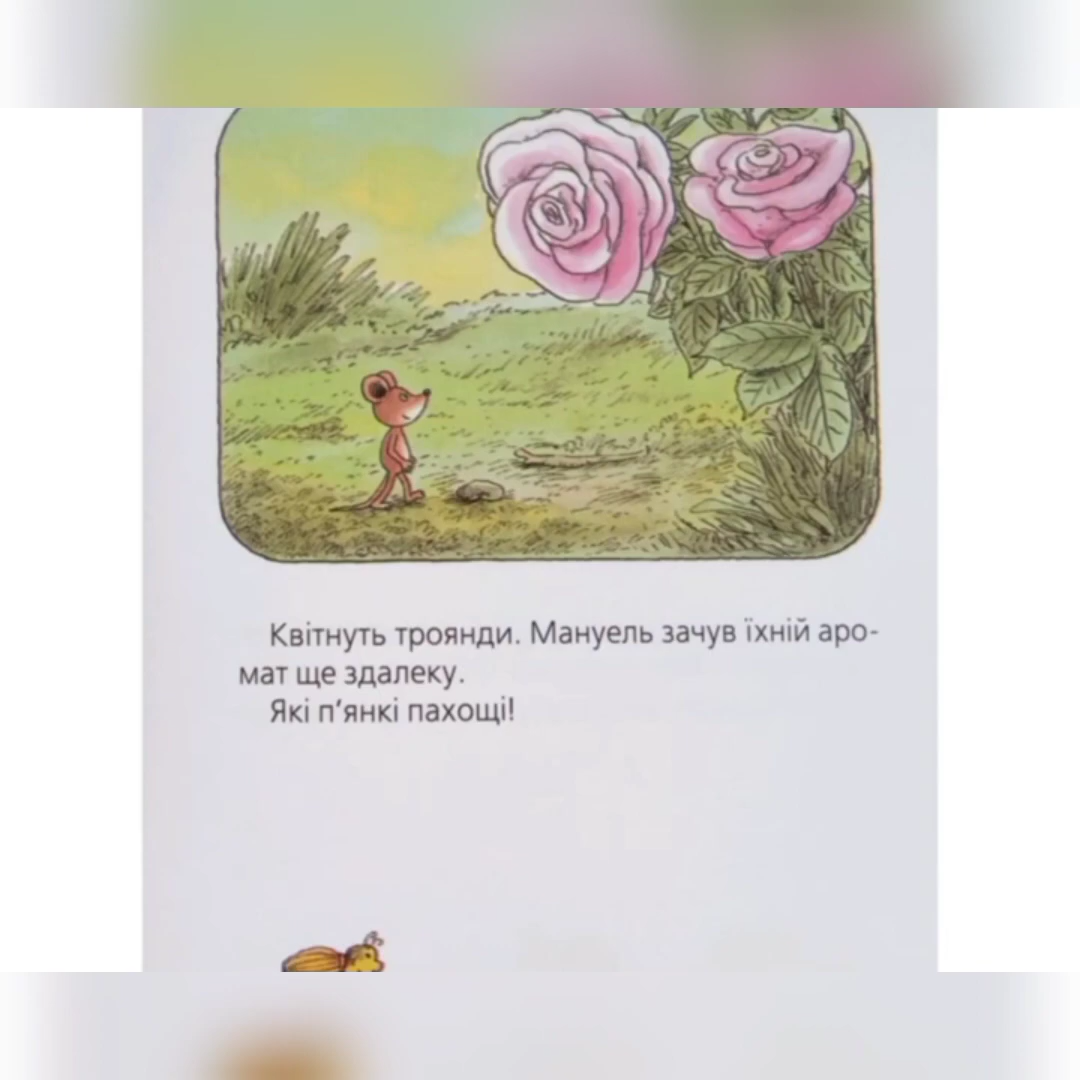 Квітнуть троянди. Мануель зачув їхній аро-
мат ще здалеку.
Які п'янкі пахощі!